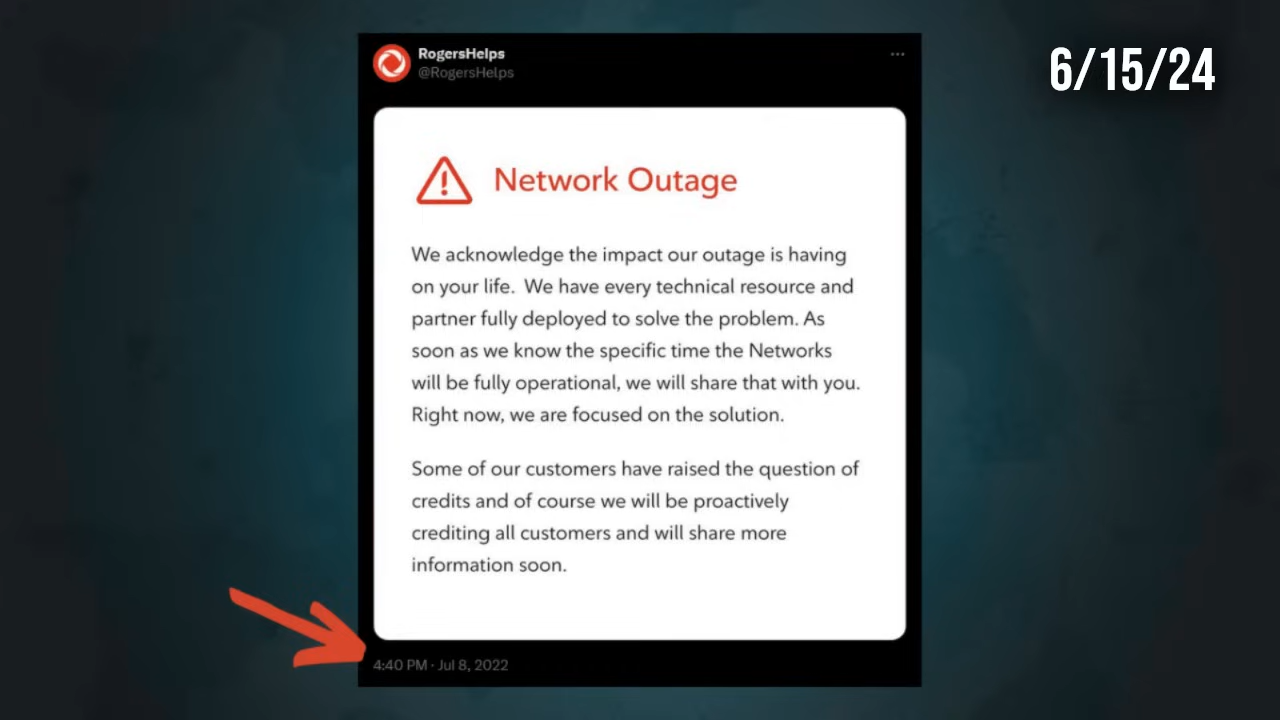 RogersHelps
@RogersHelps
6/15/24
Network Outage
We acknowledge the impact our outage is having
on your life. We have every technical resource and
partner fully deployed to solve the problem. As
soon as we know the specific time the Networks
will be fully operational, we will share that with you.
Right now, we are focused on the solution.
Some of our customers have raised the question of
credits and of course we will be proactively
crediting all customers and will share more
information soon.
4:40 PM · Jul 8, 2022